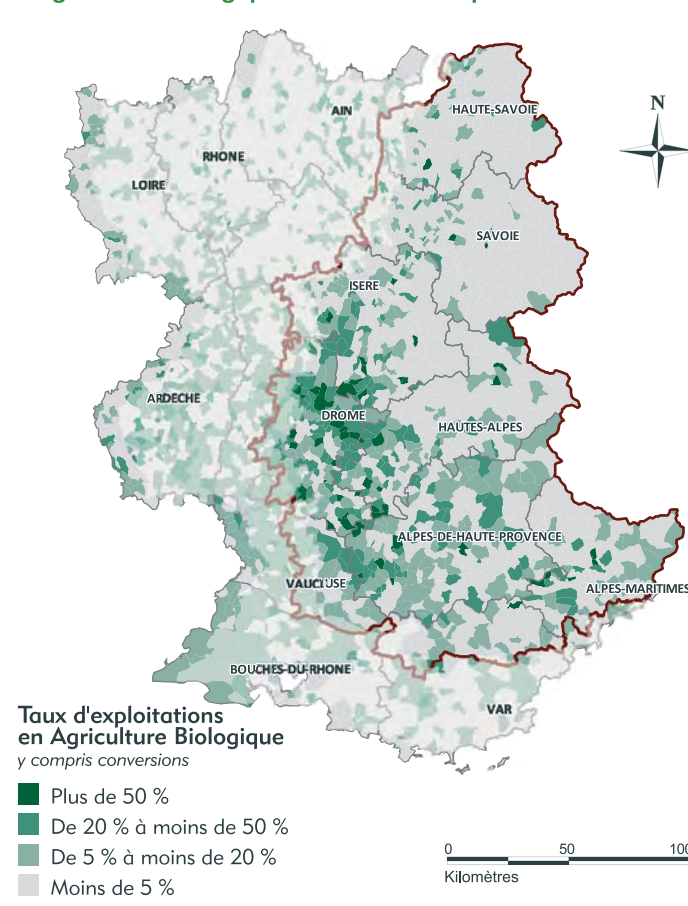 N
HAUTE-SAVOIE
AIN
RHONE
LOIRE
SAVOIE
ISERE
ARDECHE
DROME
HAUTES-ALPES
ALPES-DE-HAUTE-PROVENCE
VAUCLUSE
ALPES-MARITIMES
BOUCHES-DU-RHONE
VAR
Taux d'exploitations
en Agriculture Biologique
y compris conversions
Plus de 50 %
De 20 % à moins de 50 %
De 5 % à moins de 20 %
Moins de 5 %
0 50 100
Kilomètres